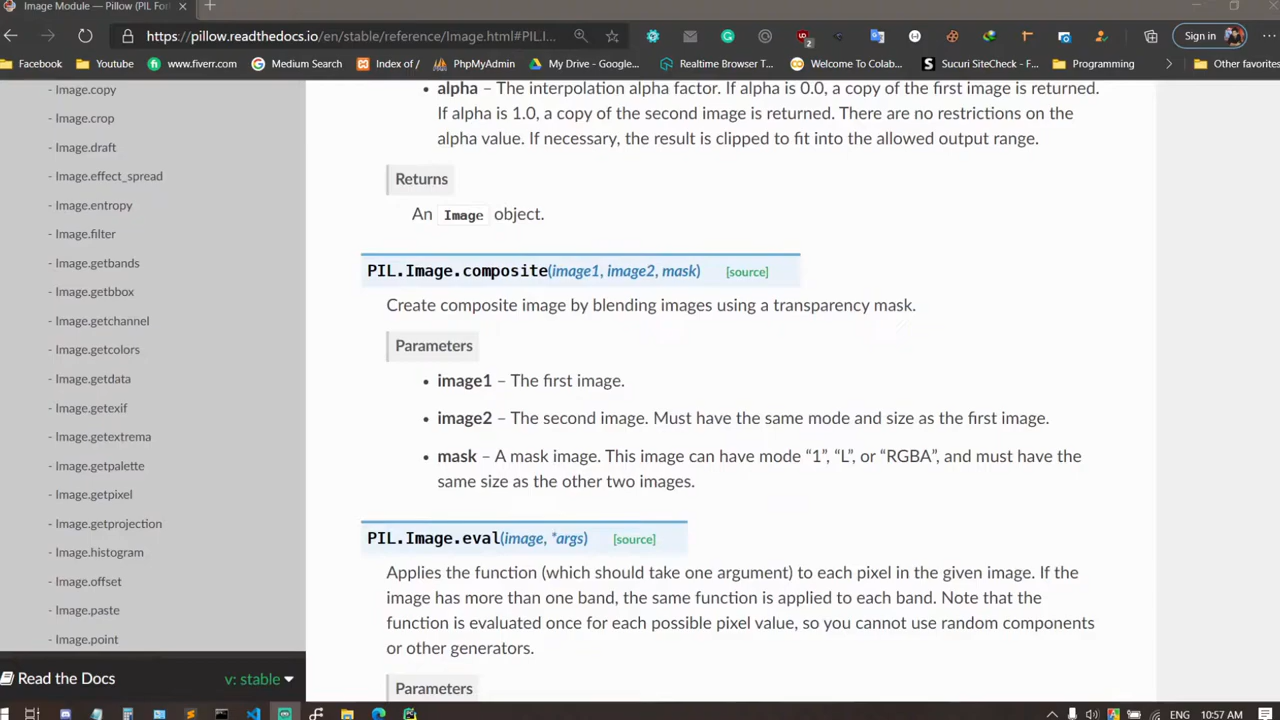 Image Module — Pillow (PIL For
https://pillow.readthedocs.io/en/stable/reference/Image.html#PIL.I...
Sign in
Facebook
Youtube
www.fiverr.com
Medium Search
Index of /
PhpMyAdmin
My Drive - Google...
Realtime Browser T...
Welcome To Colab...
Sucuri SiteCheck - F...
Programming
Other favorites
- Image.copy
- Image.crop
- Image.draft
- Image.effect_spread
- Image.entropy
- Image.filter
- Image.getbands
- Image.getbbox
- Image.getchannel
- Image.getcolors
- Image.getdata
- Image.getexif
- Image.getextrema
- Image.getpalette
- Image.getpixel
- Image.getprojection
- Image.histogram
- Image.offset
- Image.paste
- Image.point
Read the Docs
v: stable
• alpha – The interpolation alpha factor. If alpha is 0.0, a copy of the first image is returned.
If alpha is 1.0, a copy of the second image is returned. There are no restrictions on the
alpha value. If necessary, the result is clipped to fit into the allowed output range.
Returns
An Image object.
PIL.Image.composite(image1, image2, mask) [source]
Create composite image by blending images using a transparency mask.
Parameters
• image1 – The first image.
• image2 – The second image. Must have the same mode and size as the first image.
• mask – A mask image. This image can have mode “1”, “L”, or “RGBA”, and must have the
same size as the other two images.
PIL.Image.eval(image, *args) [source]
Applies the function (which should take one argument) to each pixel in the given image. If the
image has more than one band, the same function is applied to each band. Note that the
function is evaluated once for each possible pixel value, so you cannot use random components
or other generators.
Parameters
ENG
10:57 AM